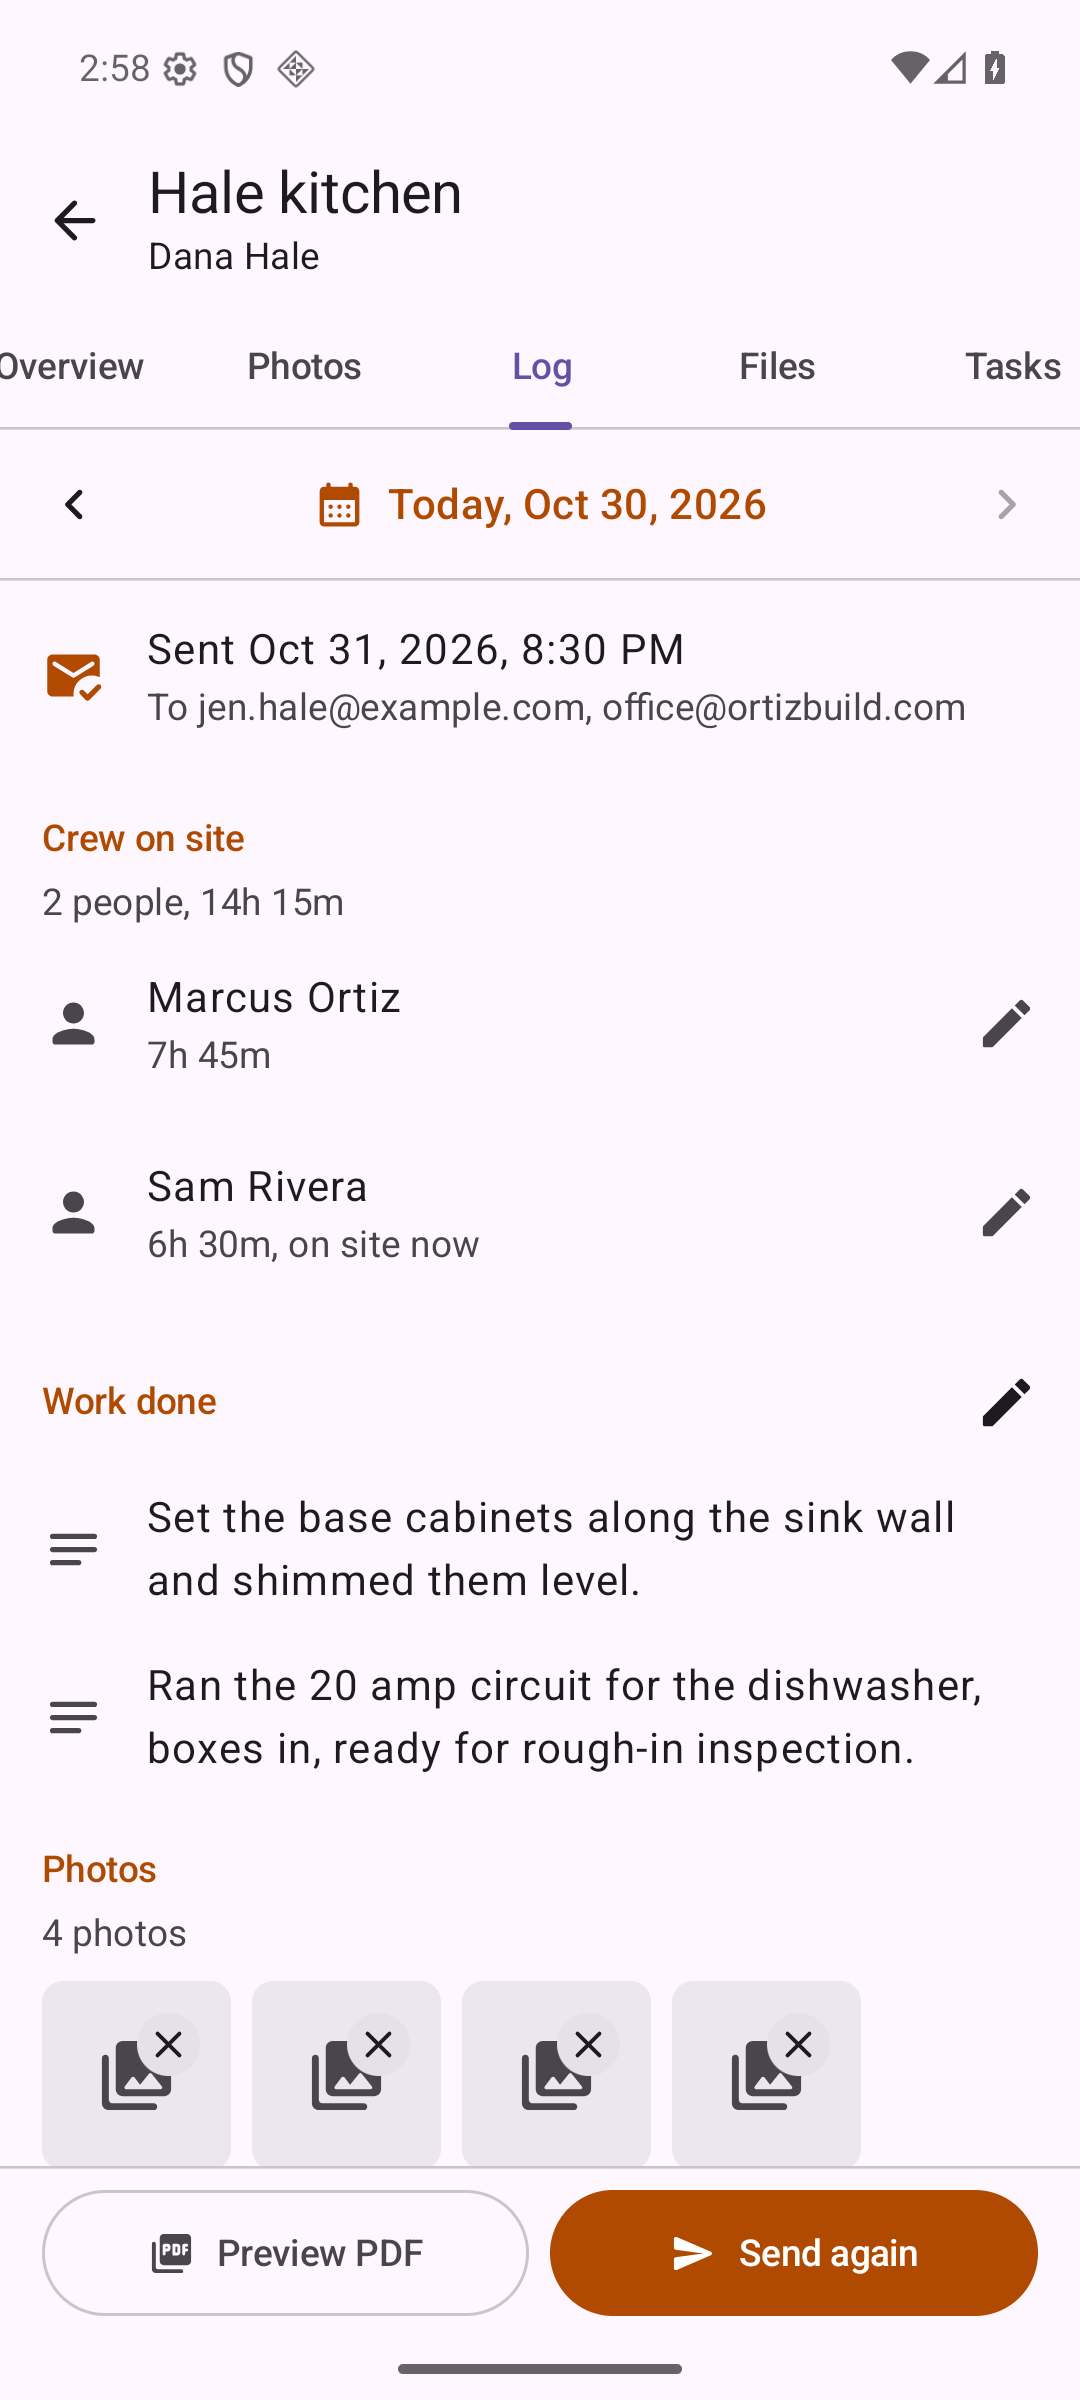 2:58
Hale kitchen
Dana Hale
Overview Photos Log Files Tasks
Today, Oct 30, 2026
Sent Oct 31, 2026, 8:30 PM
To jen.hale@example.com, office@ortizbuild.com
Crew on site
2 people, 14h 15m
Marcus Ortiz
7h 45m
Sam Rivera
6h 30m, on site now
Work done
Set the base cabinets along the sink wall
and shimmed them level.
Ran the 20 amp circuit for the dishwasher,
boxes in, ready for rough-in inspection.
Photos
4 photos
PDF Preview PDF Send again